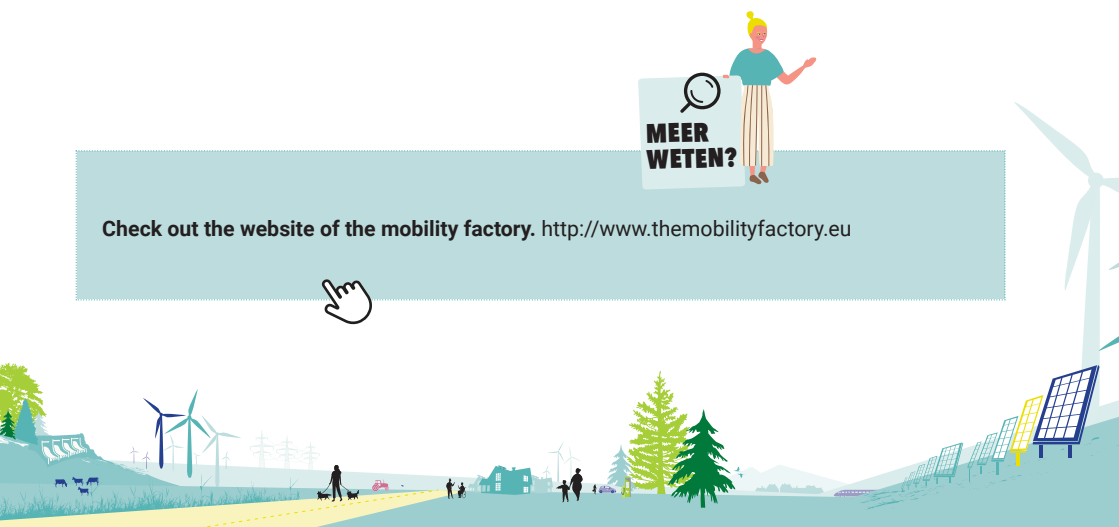 MEER
WETEN?
Check out the website of the mobility factory. http://www.themobilityfactory.eu